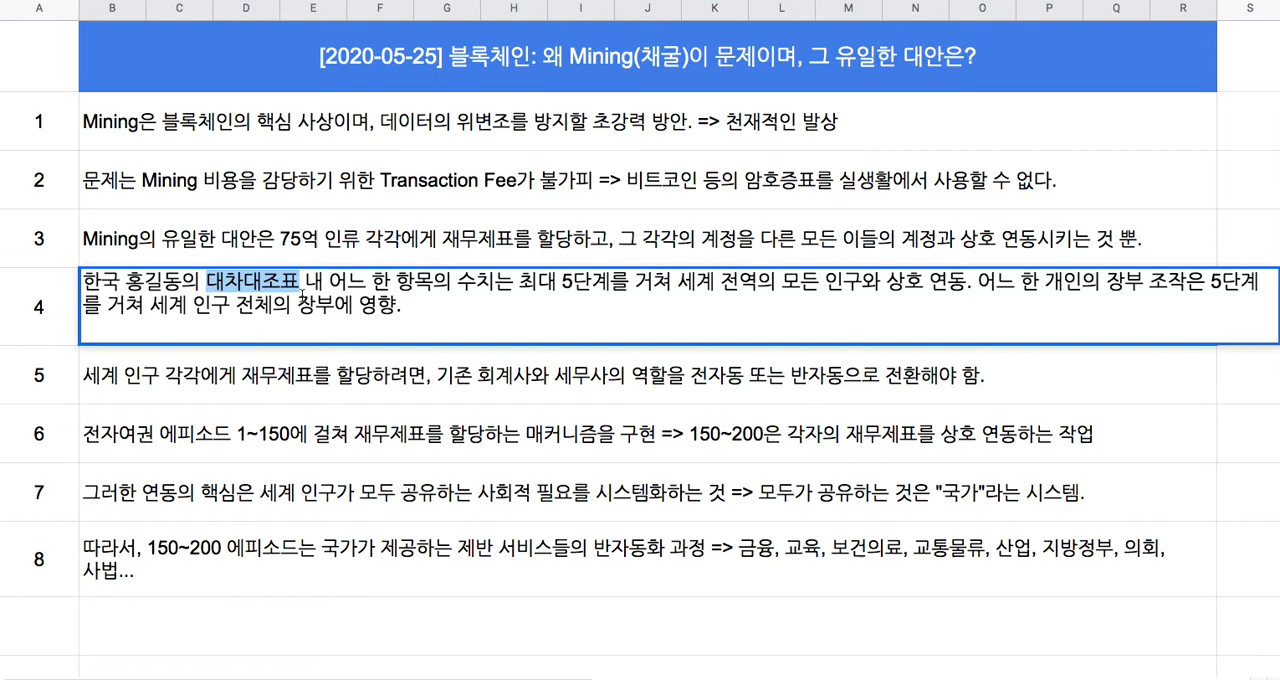 A B C D E F G H I J K L M N O P Q R S
[2020-05-25] 블록체인: 왜 Mining(채굴)이 문제이며, 그 유일한 대안은?
1 Mining은 블록체인의 핵심 사상이며, 데이터의 위변조를 방지할 초강력 방안. => 천재적인 발상
2 문제는 Mining 비용을 감당하기 위한 Transaction Fee가 불가피 => 비트코인 등의 암호증표를 실생활에서 사용할 수 없다.
3 Mining의 유일한 대안은 75억 인류 각각에게 재무제표를 할당하고, 그 각각의 계정을 다른 모든 이들의 계정과 상호 연동시키는 것 뿐.
한국 홍길동의 대차대조표 내 어느 한 항목의 수치는 최대 5단계를 거쳐 세계 전역의 모든 인구와 상호 연동. 어느 한 개인의 장부 조작은 5단계
4 를 거쳐 세계 인구 전체의 장부에 영향.
5 세계 인구 각각에게 재무제표를 할당하려면, 기존 회계사와 세무사의 역할을 전자동 또는 반자동으로 전환해야 함.
6 전자여권 에피소드 1~150에 걸쳐 재무제표를 할당하는 매커니즘을 구현 => 150~200은 각자의 재무제표를 상호 연동하는 작업
7 그러한 연동의 핵심은 세계 인구가 모두 공유하는 사회적 필요를 시스템화하는 것 => 모두가 공유하는 것은 "국가"라는 시스템.
8 따라서, 150~200 에피소드는 국가가 제공하는 제반 서비스들의 반자동화 과정 => 금융, 교육, 보건의료, 교통물류, 산업, 지방정부, 의회,
사법...